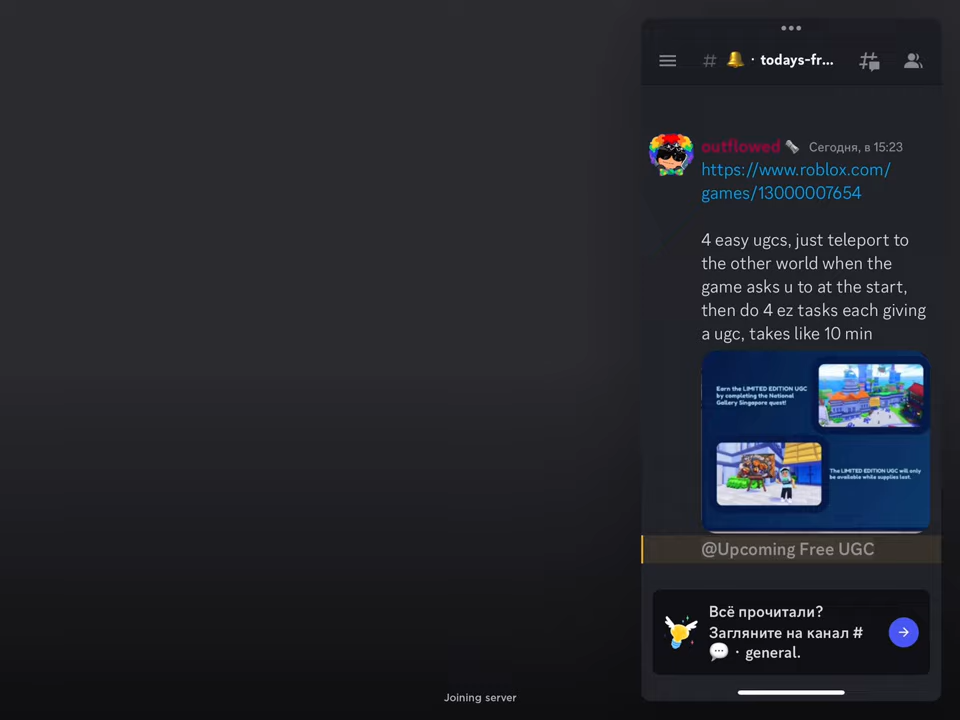 # 🔔 · todays-fr...
outflowed Сегодня, в 15:23
https://www.roblox.com/
games/13000007654
4 easy ugcs, just teleport to
the other world when the
game asks u to at the start,
then do 4 ez tasks each giving
a ugc, takes like 10 min
Earn the LIMITED EDITION UGC
by completing the National
Gallery Singapore quest!
The LIMITED EDITION UGC will only
be available while supplies last.
@Upcoming Free UGC
Всё прочитали?
Загляните на канал #
💬 · general.
Joining server